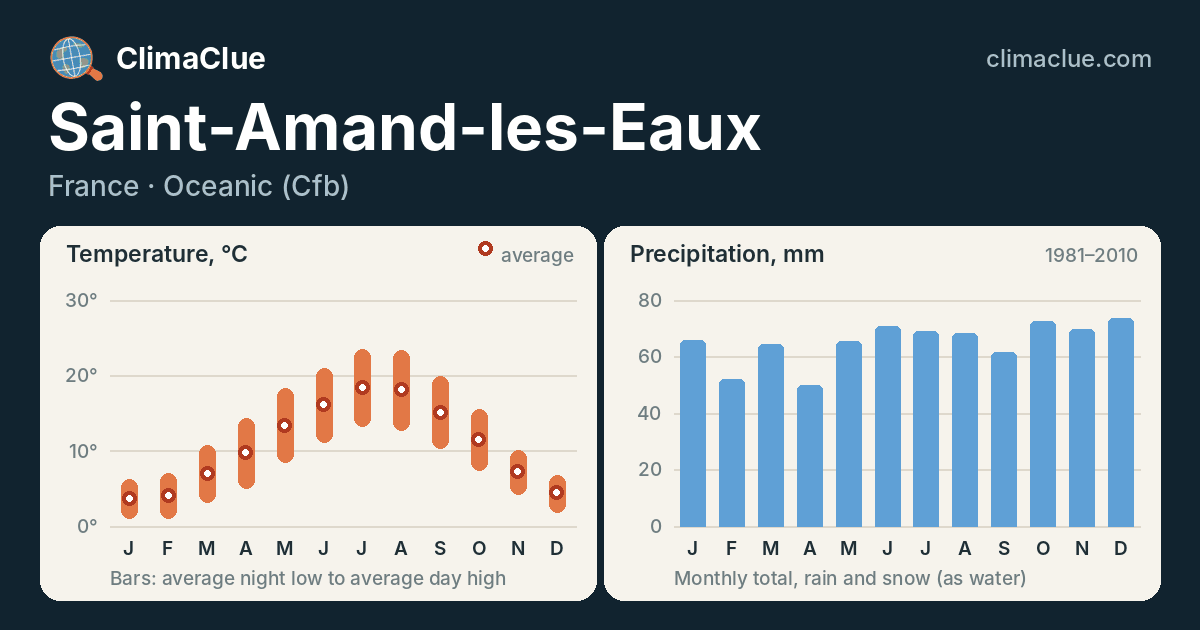 ClimaClue
climaclue.com
Saint-Amand-les-Eaux
France · Oceanic (Cfb)
Temperature, °C
average
30°
20°
10°
0°
J F M A M J J A S O N D
Bars: average night low to average day high
Precipitation, mm
1981–2010
80
60
40
20
0
J F M A M J J A S O N D
Monthly total, rain and snow (as water)